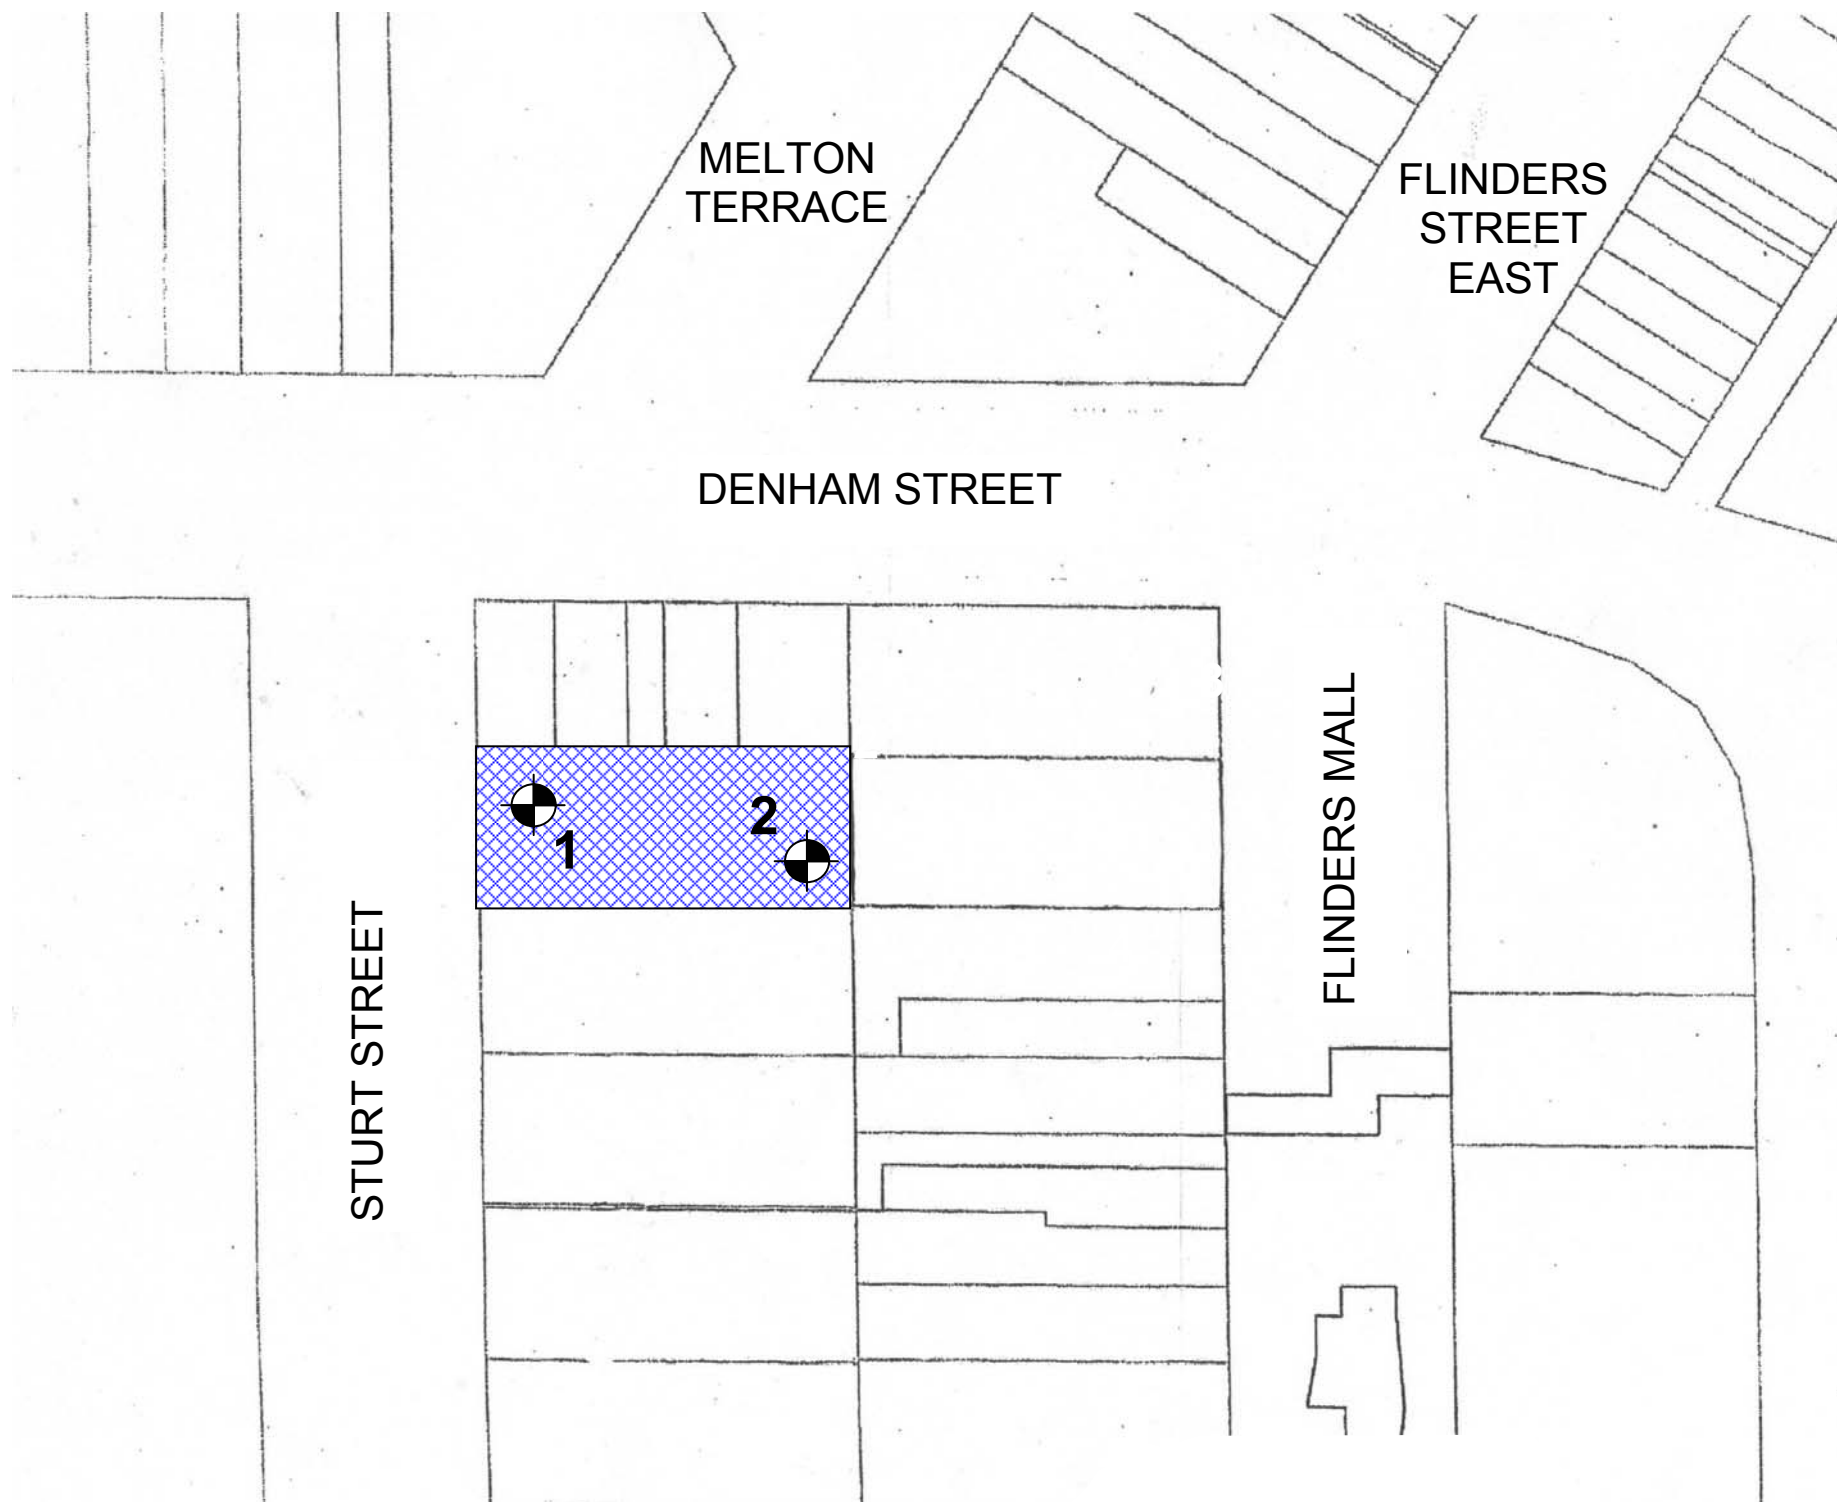 MELTON
TERRACE
FLINDERS
STREET
EAST
DENHAM STREET
FLINDERS MALL
1
2
STURT STREET